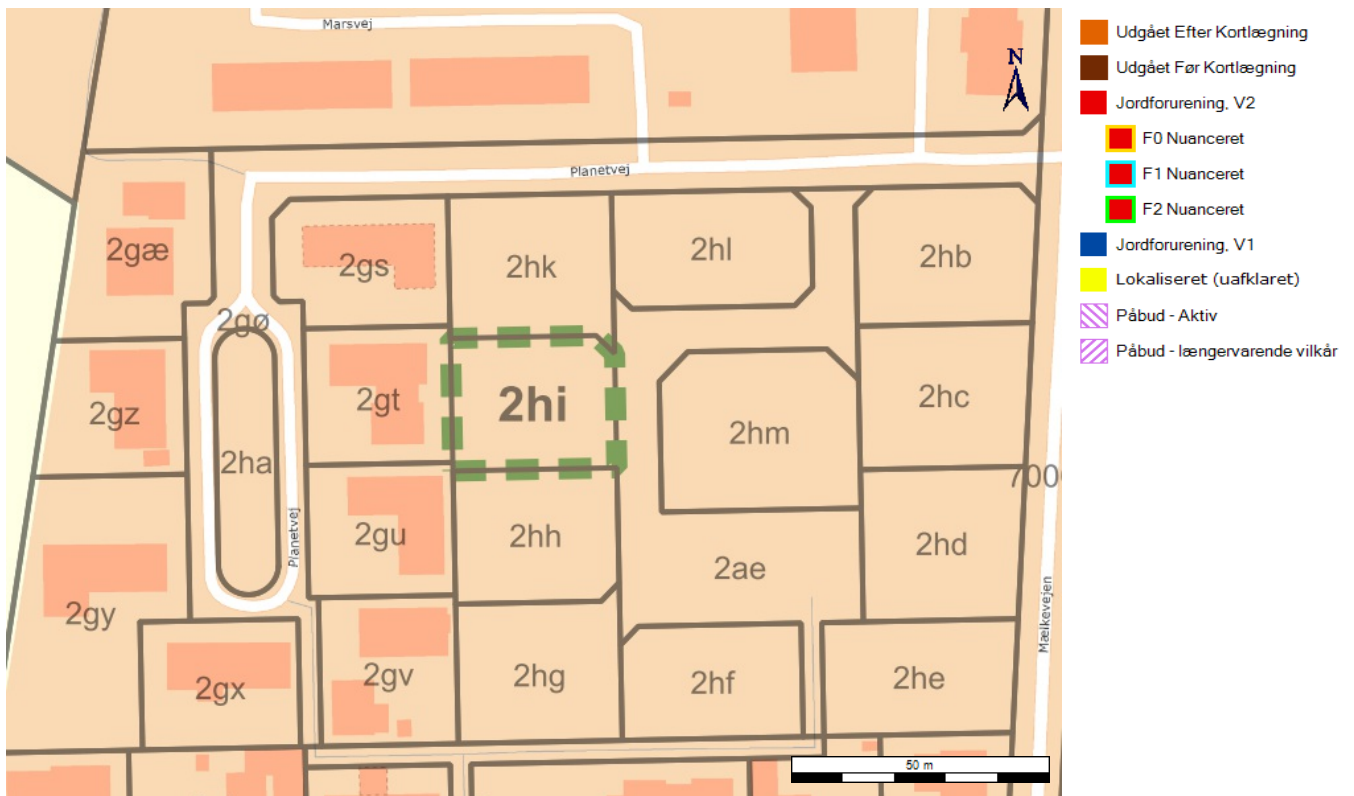 Marsvej
N
Planetvej
2gæ
2gs
2hk
2hl
2hb
2gø
2gz
2ha
2gt
2hi
2hm
2hc
7000
Planetvej
2gu
2hh
2ae
2hd
2gy
2gx
2gv
2hg
2hf
2he
Mælkevejen
50 m
Udgået Efter Kortlægning
Udgået Før Kortlægning
Jordforurening, V2
F0 Nuanceret
F1 Nuanceret
F2 Nuanceret
Jordforurening, V1
Lokaliseret (uafklaret)
Påbud - Aktiv
Påbud - længervarende vilkår